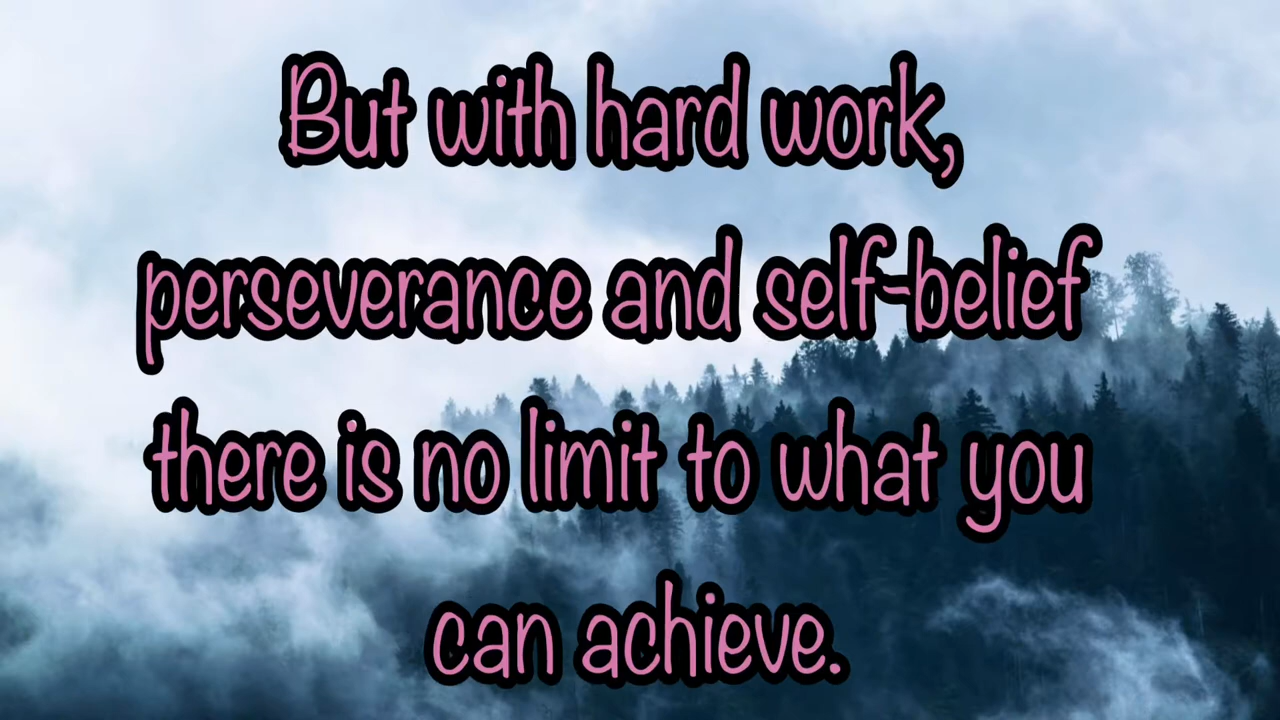 But with hard work,
perseverance and self-belief
there is no limit to what you
can achieve.